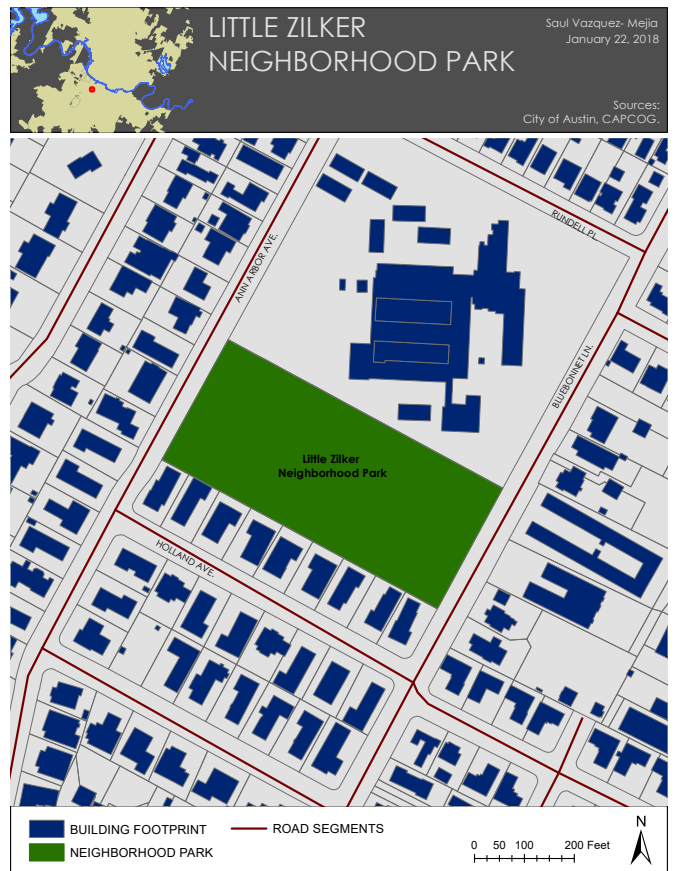 LITTLE ZILKER
NEIGHBORHOOD PARK
Saul Vazquez- Mejia
January 22, 2018
Sources:
City of Austin, CAPCOG.
RUNDELL PL.
ANN ARBOR AVE.
BLUEBONNET LN.
Little Zilker
Neighborhood Park
HOLLAND AVE.
BUILDING FOOTPRINT
ROAD SEGMENTS
NEIGHBORHOOD PARK
0 50 100 200 Feet
N